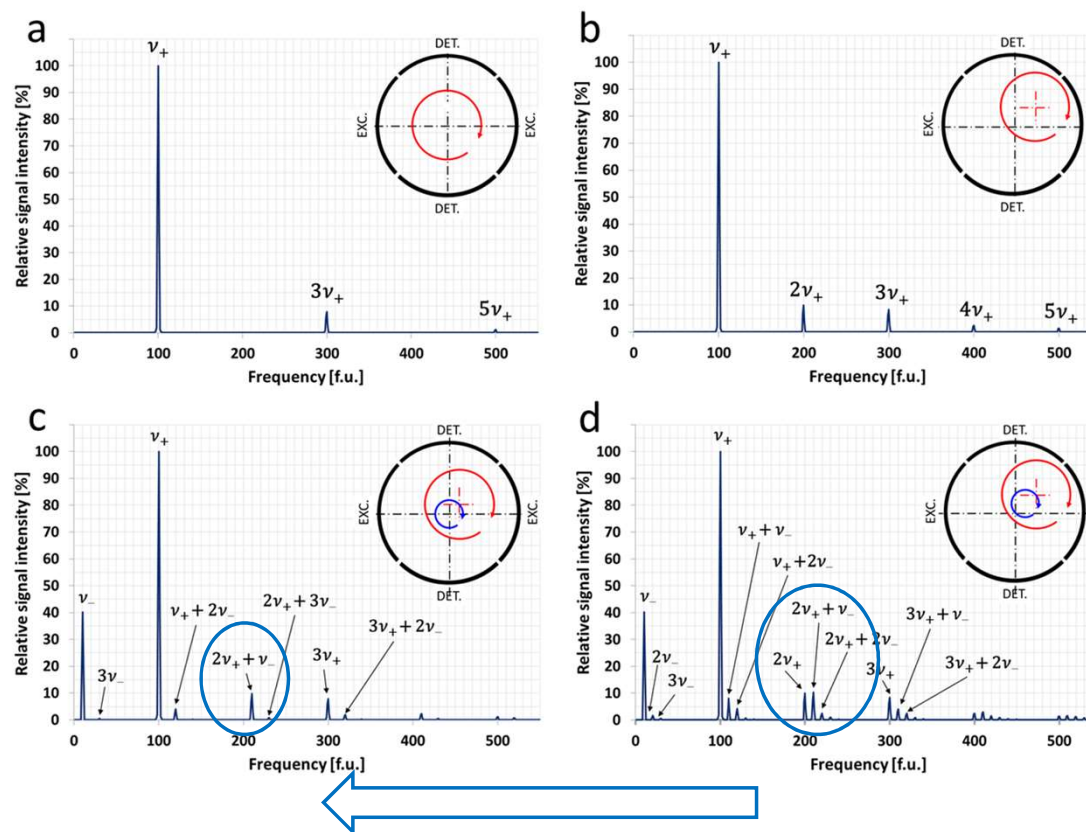 a
Relative signal intensity [%]
100
90
80
70
60
50
40
30
20
10
0
ν₊
3ν₊
5ν₊
DET.
EXC.
EXC.
DET.
0 100 200 300 400 500
Frequency [f.u.]
b
Relative signal intensity [%]
100
90
80
70
60
50
40
30
20
10
0
ν₊
2ν₊
3ν₊
4ν₊
5ν₊
DET.
EXC.
DET.
0 100 200 300 400 500
Frequency [f.u.]
c
Relative signal intensity [%]
100
90
80
70
60
50
40
30
20
10
0
ν₋
3ν₋
ν₊
ν₊ + 2ν₋
2ν₊ + ν₋
2ν₊ + 3ν₋
3ν₊
3ν₊ + 2ν₋
DET.
EXC.
EXC.
DET.
0 100 200 300 400 500
Frequency [f.u.]
d
Relative signal intensity [%]
100
90
80
70
60
50
40
30
20
10
0
ν₋
2ν₋
3ν₋
ν₊
ν₊ + ν₋
ν₊ + 2ν₋
2ν₊
2ν₊ + ν₋
2ν₊ + 2ν₋
3ν₊
3ν₊ + ν₋
3ν₊ + 2ν₋
DET.
EXC.
DET.
0 100 200 300 400 500
Frequency [f.u.]